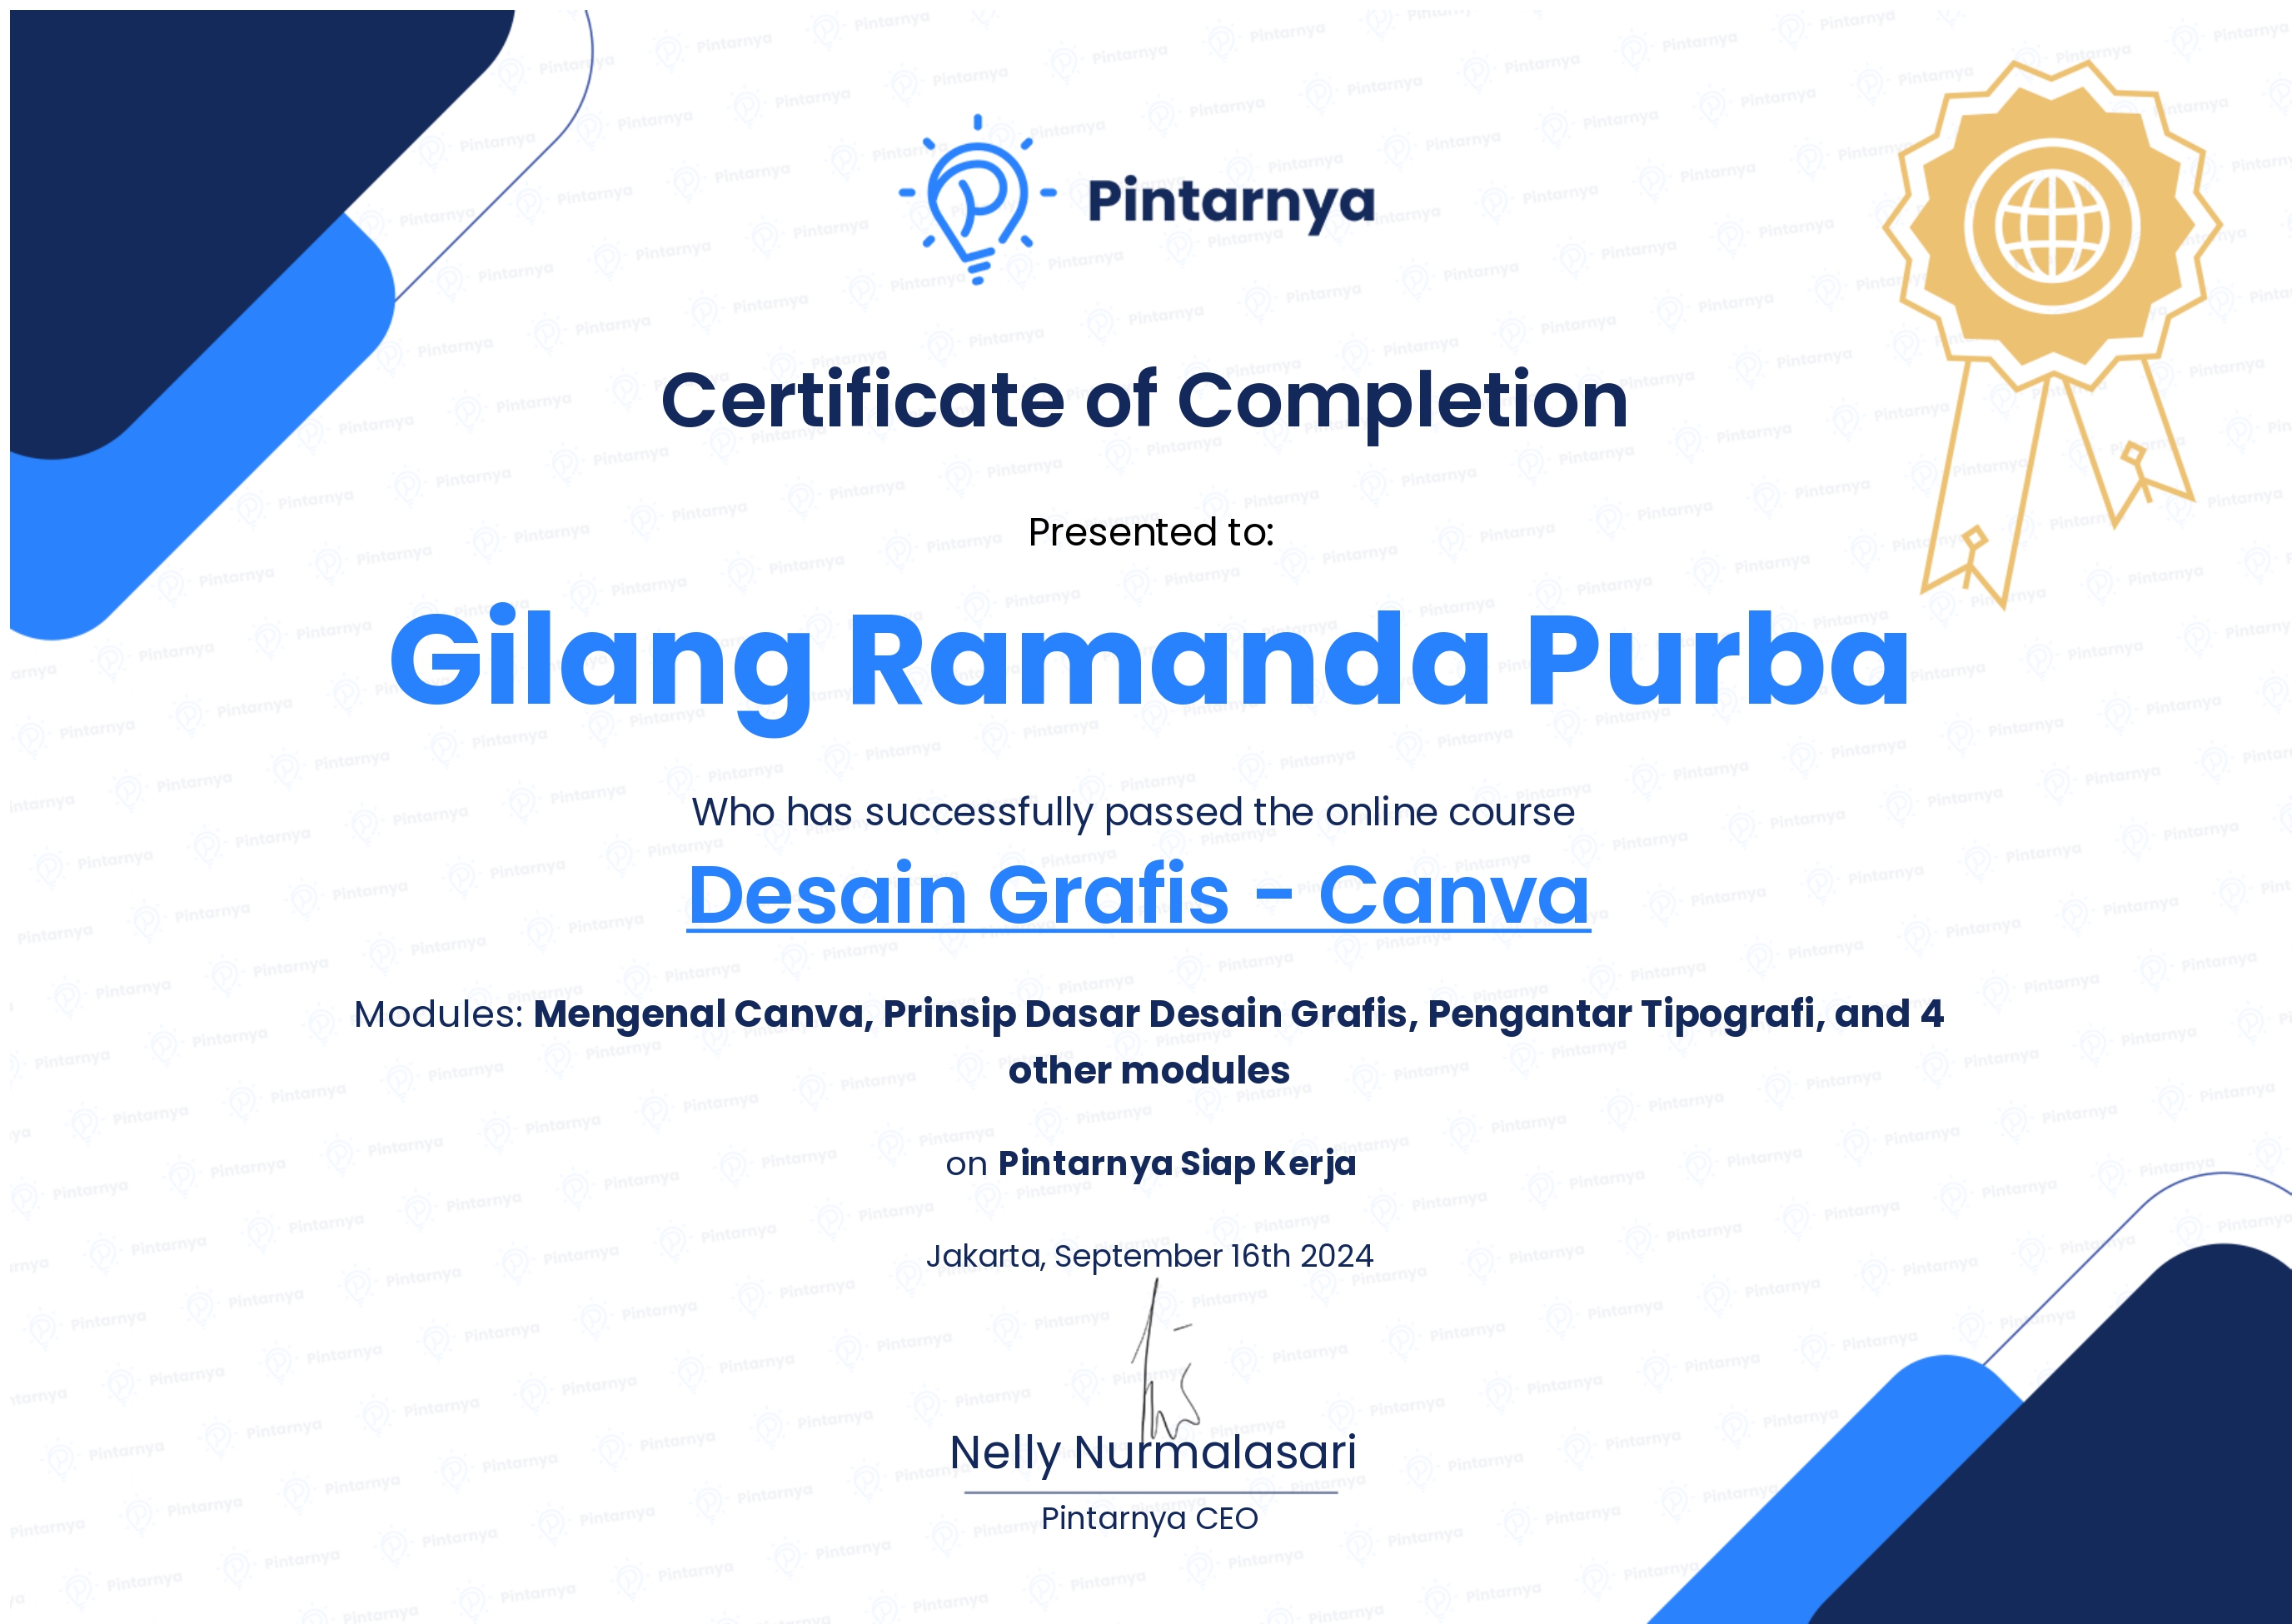 Pintarnya
Certificate of Completion
Presented to:
Gilang Ramanda Purba
Who has successfully passed the online course
Desain Grafis – Canva
Modules: Mengenal Canva, Prinsip Dasar Desain Grafis, Pengantar Tipografi, and 4
other modules
on Pintarnya Siap Kerja
Jakarta, September 16th 2024
Nelly Nurmalasari
Pintarnya CEO